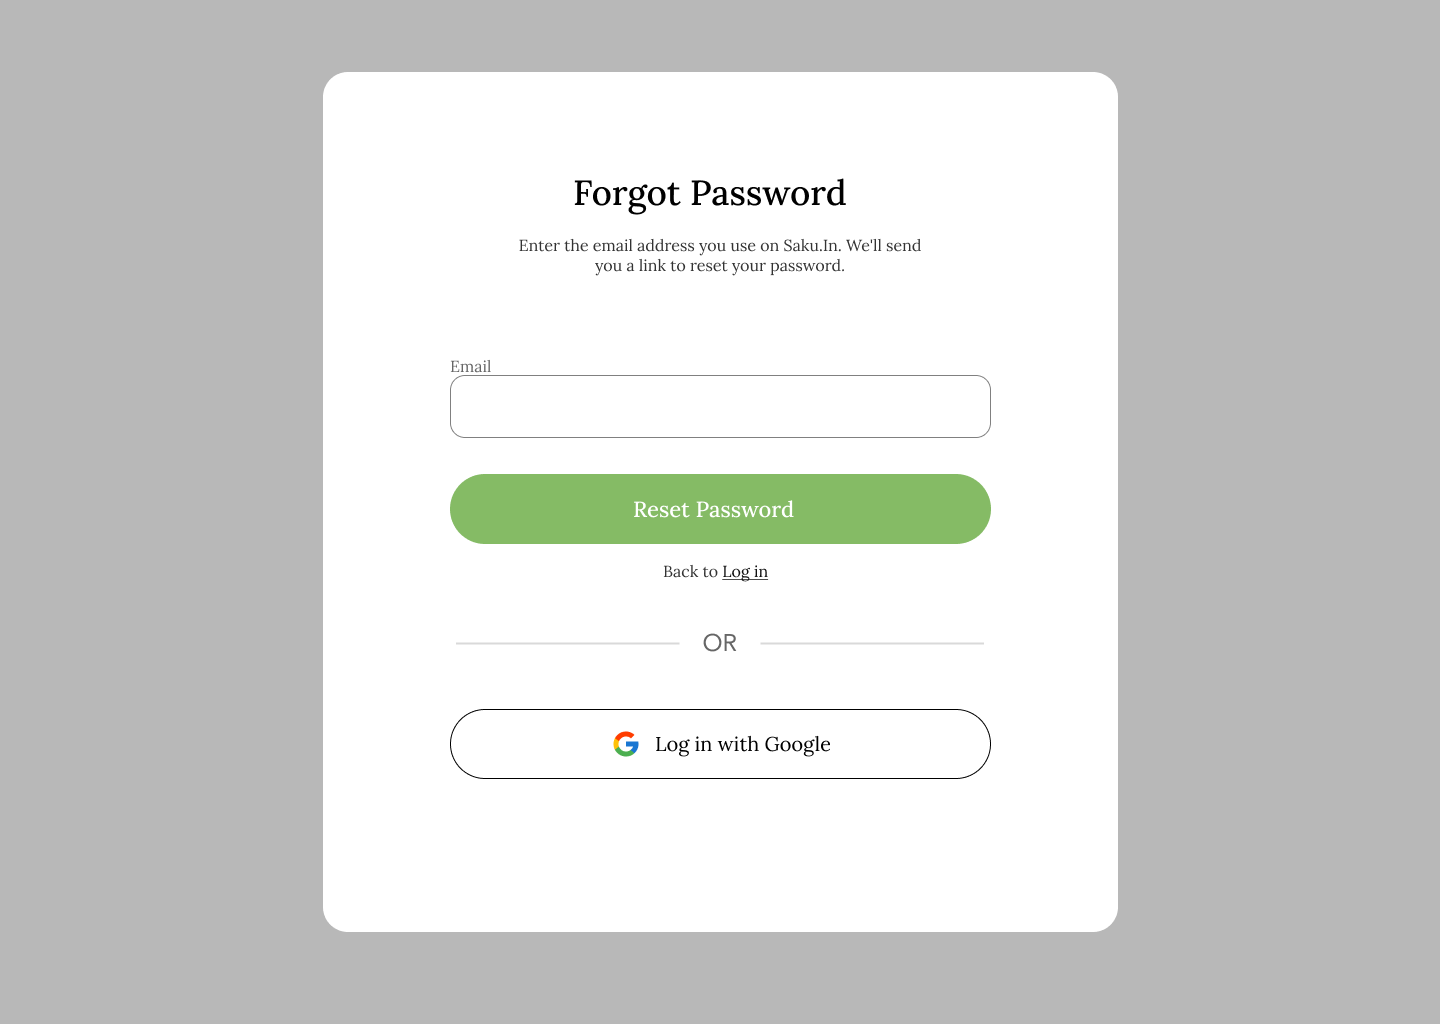 Forgot Password
Enter the email address you use on Saku.In. We'll send
you a link to reset your password.
Email
Reset Password
Back to Log in
OR
Log in with Google